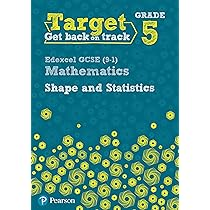 Target
GRADE
5
Get back on track
Edexcel GCSE (9-1)
Mathematics
Shape and Statistics
Pearson